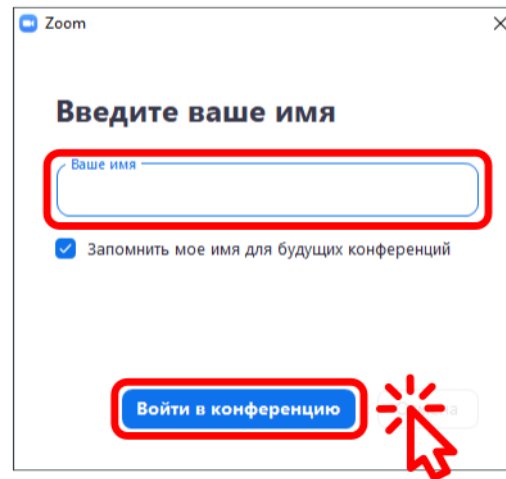 Zoom
Введите ваше имя
Ваше имя
Запомнить мое имя для будущих конференций
Войти в конференцию